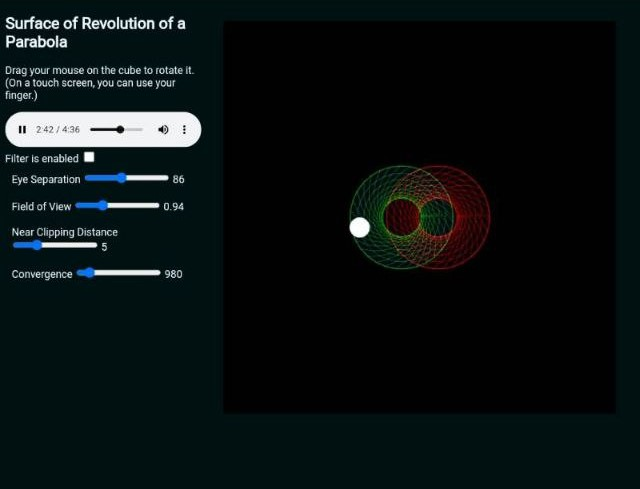 Surface of Revolution of a
Parabola
Drag your mouse on the cube to rotate it.
(On a touch screen, you can use your
finger.)
2:42 / 4:36
Filter is enabled
Eye Separation 86
Field of View 0.94
Near Clipping Distance
5
Convergence 980